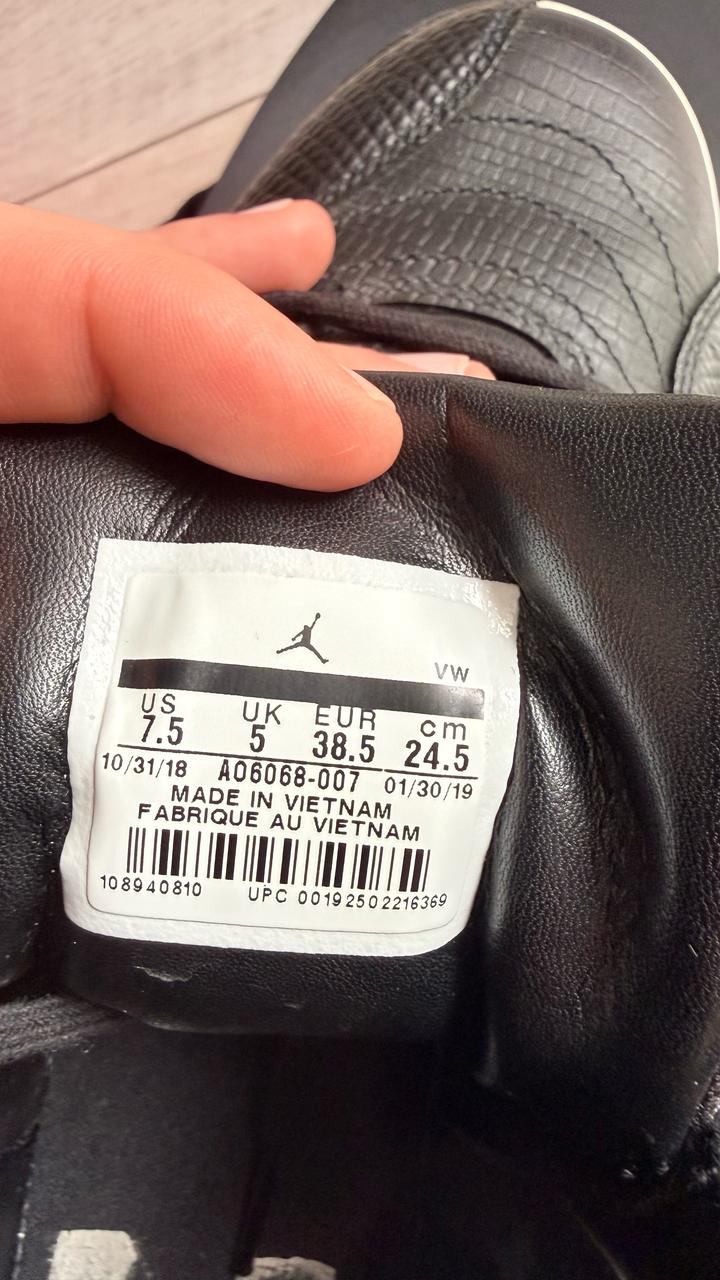 VW
US UK EUR cm
7.5 5 38.5 24.5
10/31/18 AO6068-007 01/30/19
MADE IN VIETNAM
FABRIQUE AU VIETNAM
108940810 UPC 00192502216369